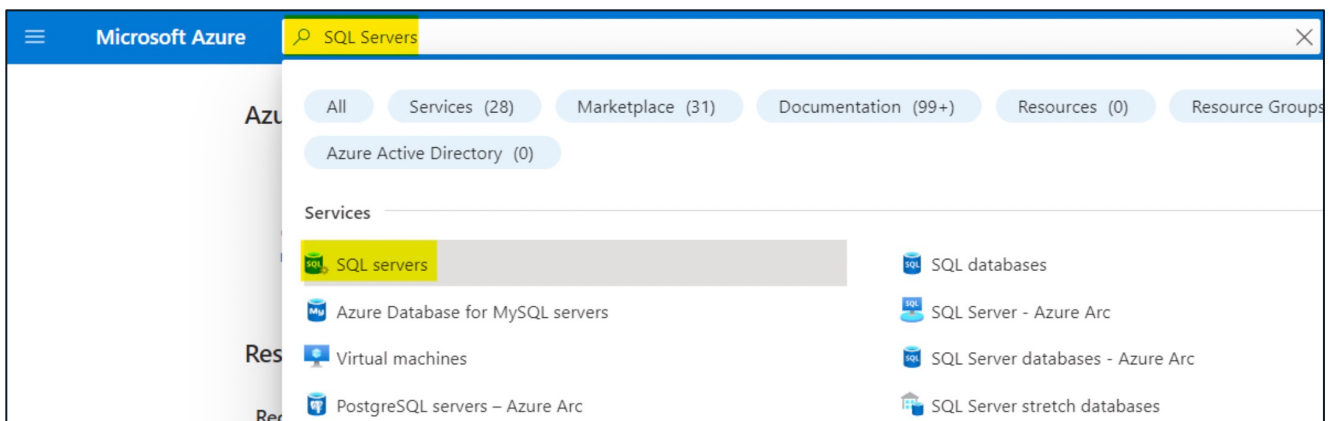 Microsoft Azure
SQL Servers
All Services (28) Marketplace (31) Documentation (99+) Resources (0) Resource Groups
Azure Active Directory (0)
Azu
Services
SQL servers
SQL databases
Azure Database for MySQL servers
SQL Server - Azure Arc
Virtual machines
SQL Server databases - Azure Arc
Res
PostgreSQL servers – Azure Arc
SQL Server stretch databases
Rec